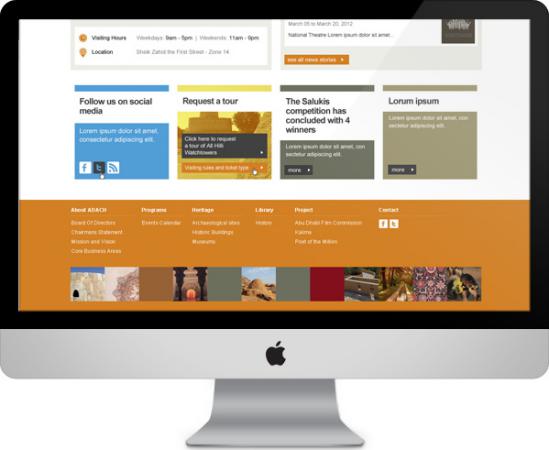 March 05 to March 20, 2012
National Theatre Lorem ipsum dolor sit amet...
see all news stories
Visiting Hours Weekdays: 9am - 5pm | Weekends: 11am - 9pm
Location Sheik Zahid the First Street - Zone 14
Follow us on social
media
Lorem ipsum dolor sit amet,
consectetur adipiscing elit.
Request a tour
Click here to request
a tour of All Hilli
Watchtowers
Visiting rules and ticket type
The Salukis
competition has
concluded with 4
winners
Lorem ipsum dolor sit amet,
consectetur adipiscing elit.
more
Lorum ipsum
Lorem ipsum dolor sit amet, con
sectetur adipiscing elit.
more
About ADACH
Board Of Directors
Chairmans Statement
Mission and Vision
Core Business Areas
Programs
Events Calendar
Heritage
Archaeological sites
Historic Buildings
Museums
Library
Historic
Project
Abu Dhabi Film Commission
Kalima
Poet of the Million
Contact